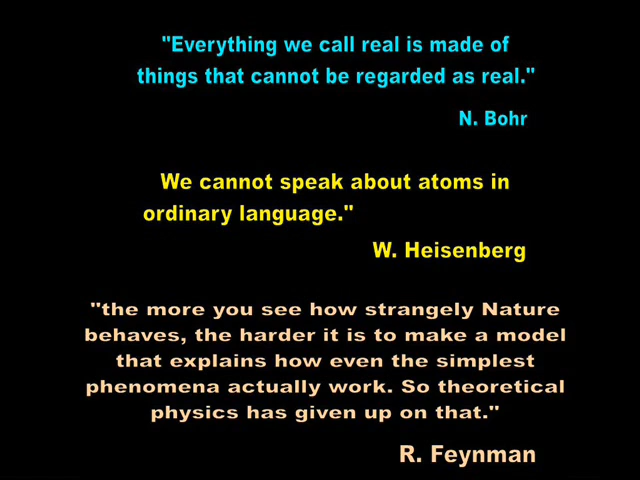 "Everything we call real is made of
things that cannot be regarded as real."
N. Bohr
We cannot speak about atoms in
ordinary language."
W. Heisenberg
"the more you see how strangely Nature
behaves, the harder it is to make a model
that explains how even the simplest
phenomena actually work. So theoretical
physics has given up on that."
R. Feynman